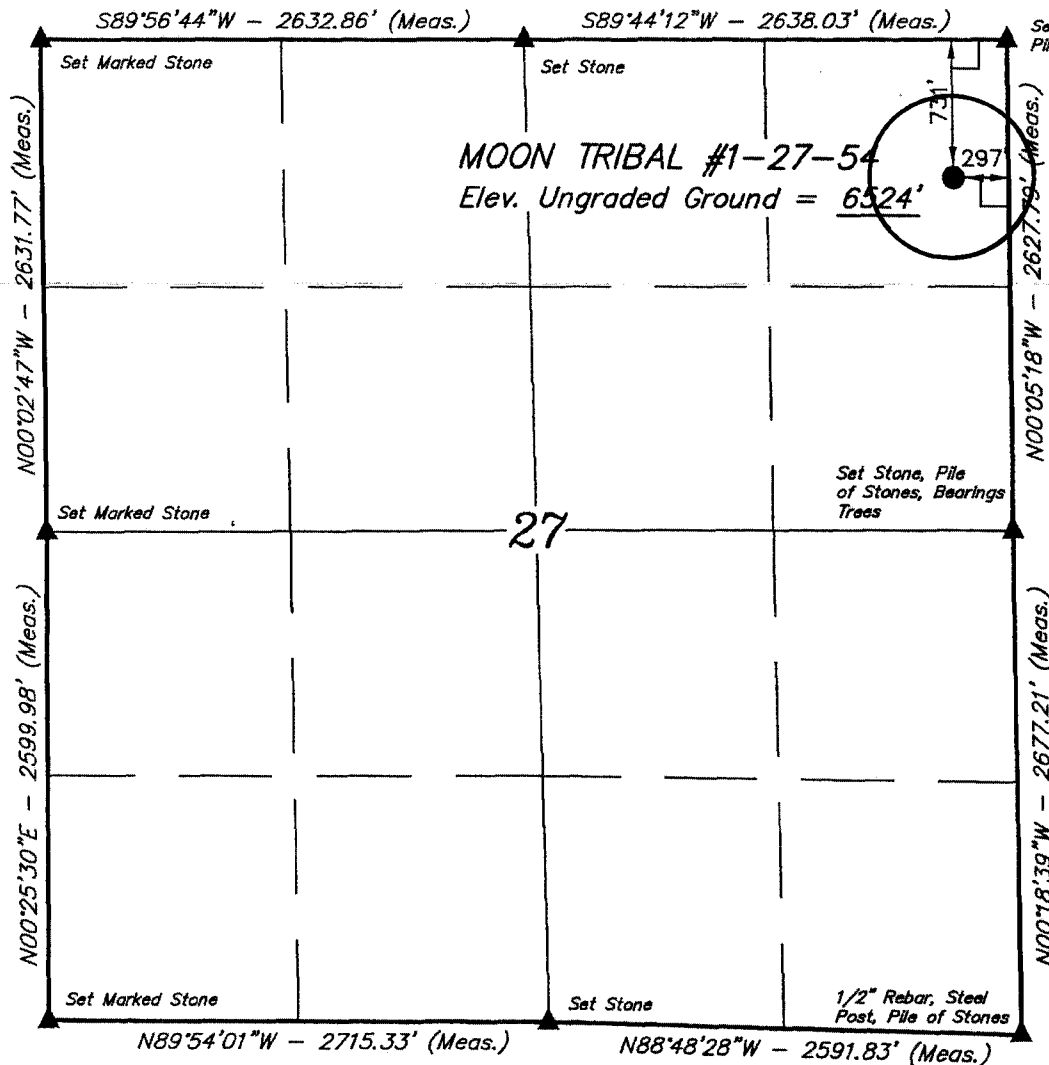 S89°56'44"W - 2632.86' (Meas.)
S89°44'12"W - 2638.03' (Meas.)
Set Marked Stone
Set Stone
N00°02'47"W - 2631.77' (Meas.)
731'
MOON TRIBAL #1-27-54
297'
Elev. Ungraded Ground = 6524'
N00°05'18"W - 2627.79' (Meas.)
Set Stone, Pile
of Stones, Bearings
Trees
Set Marked Stone
27
N00°25'30"E - 2599.98' (Meas.)
N00°18'39"W - 2677.21' (Meas.)
Set Marked Stone
Set Stone
1/2" Rebar, Steel
Post, Pile of Stones
N89°54'01"W - 2715.33' (Meas.)
N88°48'28"W - 2591.83' (Meas.)